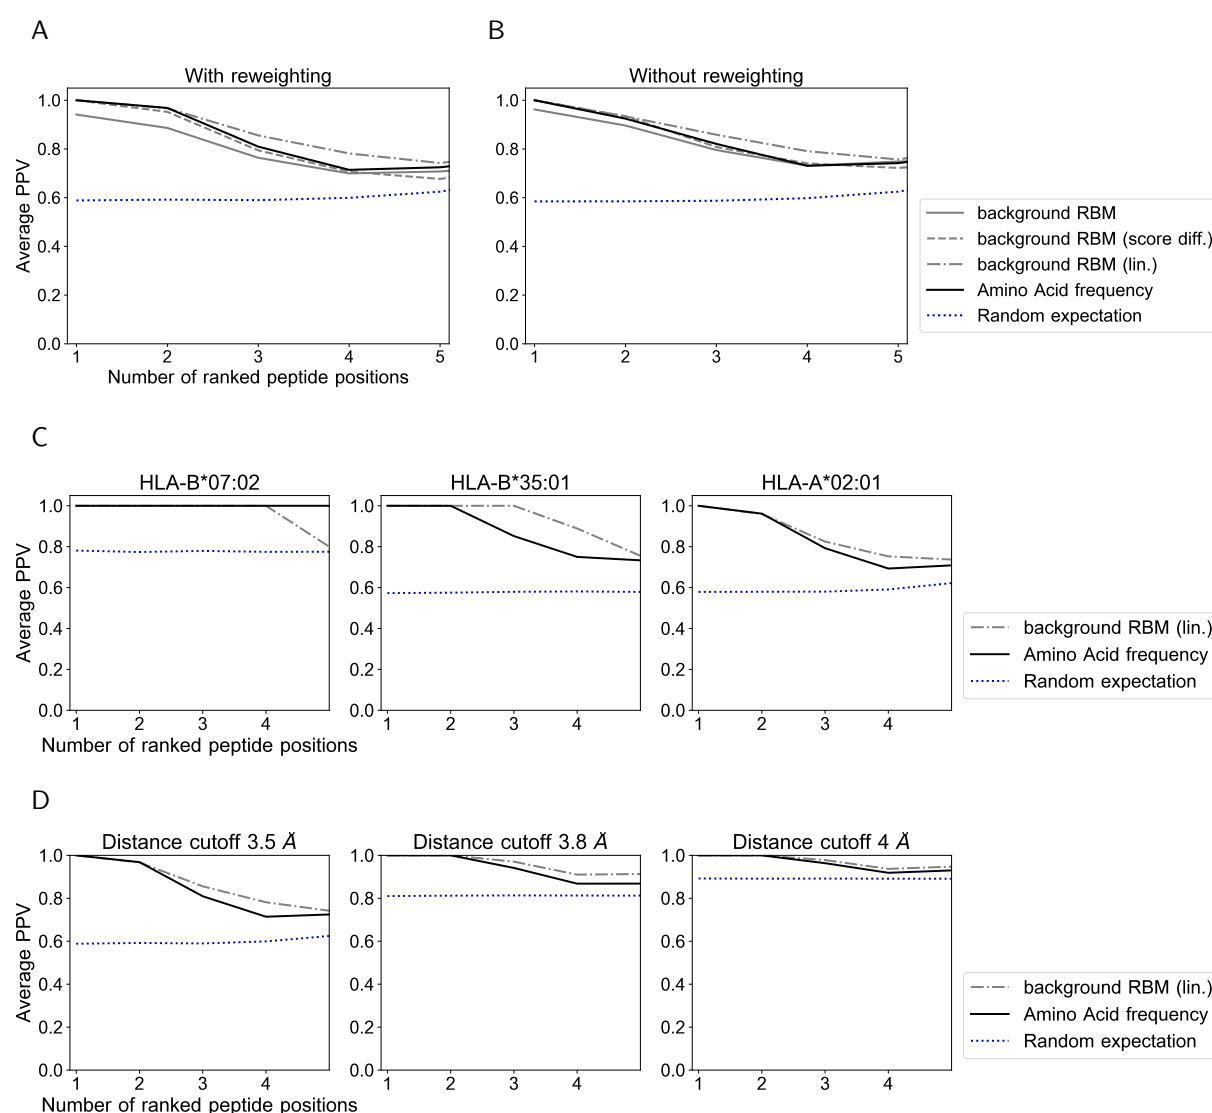 A
B
With reweighting
Without reweighting
Average PPV
1.0
0.8
0.6
0.4
0.2
0.0
1 2 3 4 5
Number of ranked peptide positions
1.0
0.8
0.6
0.4
0.2
0.0
1 2 3 4 5
background RBM
background RBM (score diff.)
background RBM (lin.)
Amino Acid frequency
Random expectation
C
HLA-B*07:02
HLA-B*35:01
HLA-A*02:01
Average PPV
1.0
0.8
0.6
0.4
0.2
0.0
1 2 3 4
Number of ranked peptide positions
1.0
0.8
0.6
0.4
0.2
0.0
1 2 3 4
1.0
0.8
0.6
0.4
0.2
0.0
1 2 3 4
background RBM (lin.)
Amino Acid frequency
Random expectation
D
Distance cutoff 3.5 Å
Distance cutoff 3.8 Å
Distance cutoff 4 Å
Average PPV
1.0
0.8
0.6
0.4
0.2
0.0
1 2 3 4
Number of ranked peptide positions
1.0
0.8
0.6
0.4
0.2
0.0
1 2 3 4
1.0
0.8
0.6
0.4
0.2
0.0
1 2 3 4
background RBM (lin.)
Amino Acid frequency
Random expectation